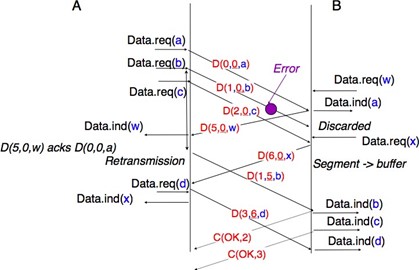 A
B
Data.req(a)
Data.req(b)
Data.req(c)
D(0,0,a)
Error
Data.req(w)
D(1,0,b)
Data.ind(a)
D(2,0,c)
Data.ind(w)
D(5,0,w)
Discarded
D(5,0,w) acks D(0,0,a)
Data.req(x)
Retransmission
D(6,0,x)
Segment -> buffer
D(1,5,b)
Data.req(d)
Data.ind(x)
Data.ind(b)
D(3,6,d)
Data.ind(c)
C(OK,2)
Data.ind(d)
C(OK,3)